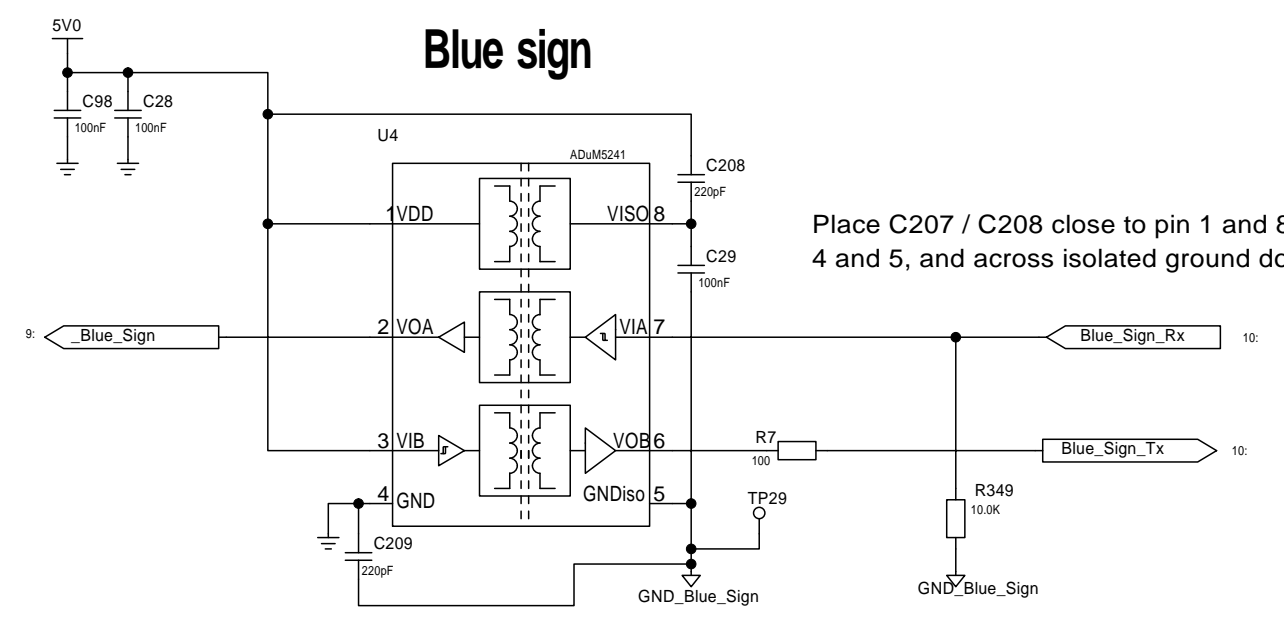 5V0
Blue sign
C98
100nF
C28
100nF
U4
ADuM5241
C208
220pF
1 VDD
VISO 8
Place C207 / C208 close to pin 1 and 8
4 and 5, and across isolated ground do
C29
100nF
9:
_Blue_Sign
2 VOA
VIA 7
Blue_Sign_Rx
10:
3 VIB
VOB 6
R7
100
Blue_Sign_Tx
10:
4 GND
GNDiso 5
TP29
R349
10.0K
C209
220pF
GND_Blue_Sign
GND_Blue_Sign